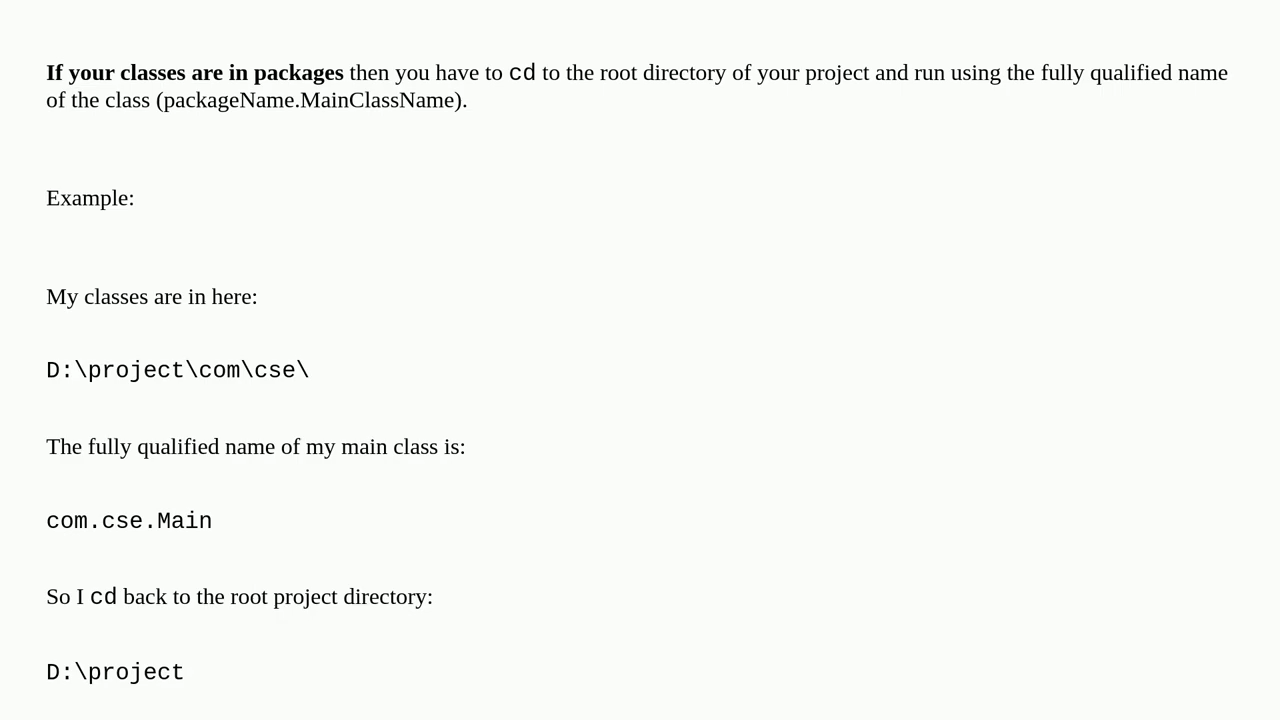 If your classes are in packages then you have to cd to the root directory of your project and run using the fully qualified name
of the class (packageName.MainClassName).
Example:
My classes are in here:
D:\project\com\cse\
The fully qualified name of my main class is:
com.cse.Main
So I cd back to the root project directory:
D:\project